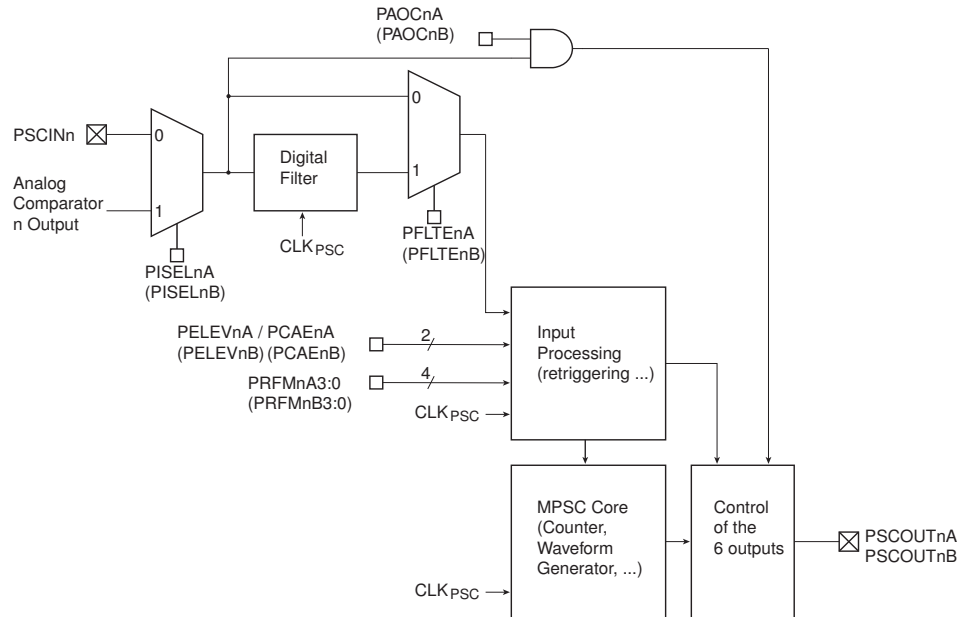 PAOCnA
(PAOCnB)
PSCINn
0
0
Analog
Comparator
n Output
1
Digital
Filter
1
CLKPSC
PFLTEnA
(PFLTEnB)
PISELnA
(PISELnB)
PELEVnA / PCAEnA
(PELEVnB) (PCAEnB)
2
PRFMnA3:0
(PRFMnB3:0)
4
CLKPSC
Input
Processing
(retriggering ...)
MPSC Core
(Counter,
Waveform
Generator, ...)
CLKPSC
Control
of the
6 outputs
PSCOUTnA
PSCOUTnB